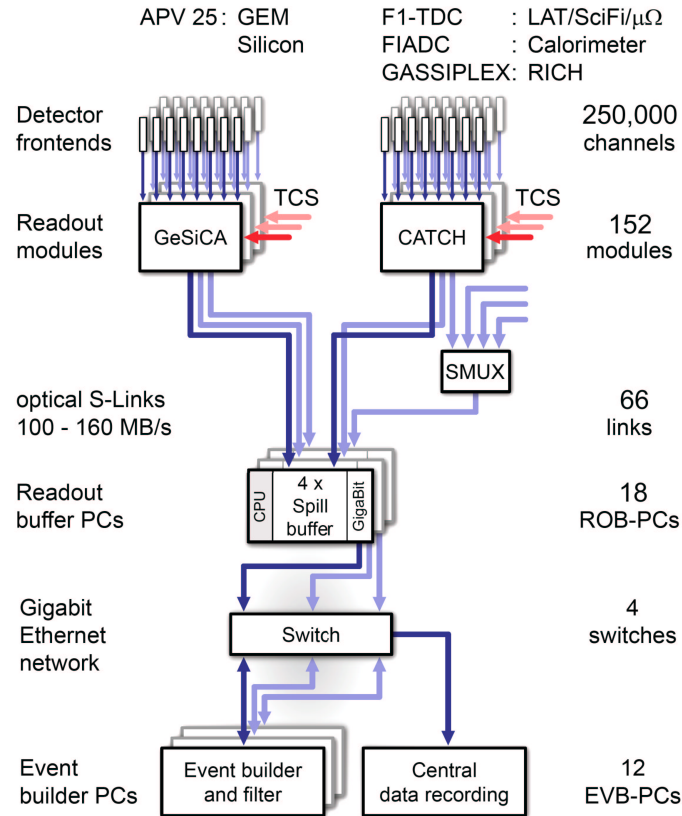 APV 25: GEM
Silicon
F1-TDC : LAT/SciFi/μΩ
FIADC : Calorimeter
GASSIPLEX: RICH
Detector
frontends
250,000
channels
TCS
TCS
Readout
modules
GeSiCA
CATCH
152
modules
SMUX
optical S-Links
100 - 160 MB/s
66
links
Readout
buffer PCs
CPU
4 x
Spill
buffer
GigaBit
18
ROB-PCs
Gigabit
Ethernet
network
Switch
4
switches
Event
builder PCs
Event builder
and filter
Central
data recording
12
EVB-PCs